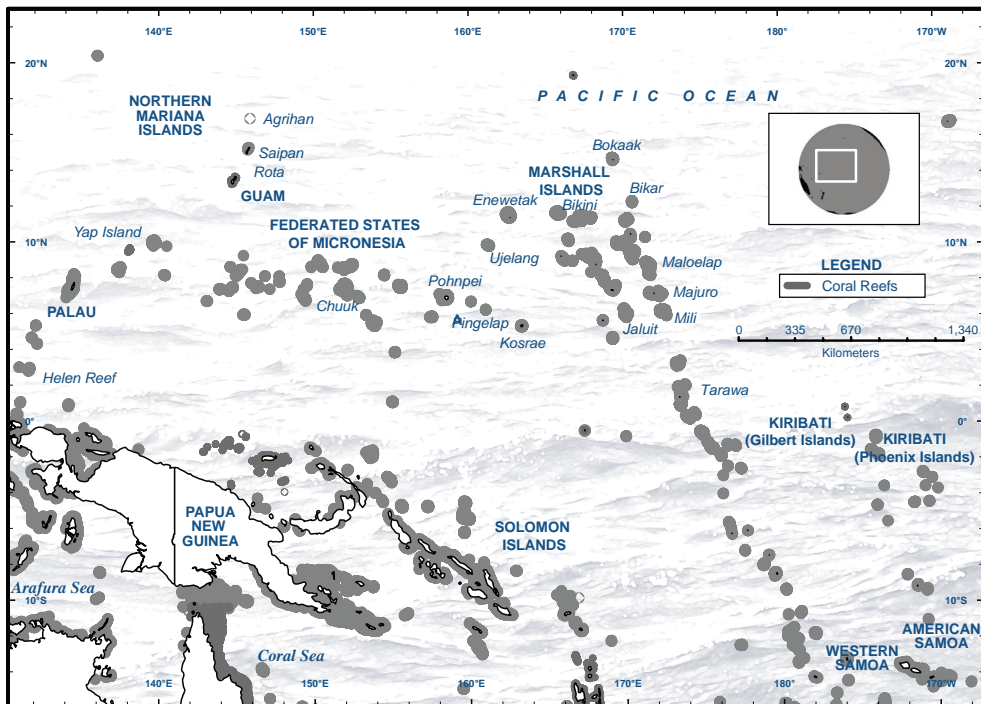 140°E 150°E 160°E 170°E 180° 170°W
20°N 20°N
PACIFIC OCEAN
NORTHERN
MARIANA
ISLANDS
Agrihan
Saipan
Rota
GUAM
Bokaak
MARSHALL
ISLANDS
Enewetak
Bikini
Bikar
FEDERATED STATES
OF MICRONESIA
Yap Island
10°N 10°N
Ujelang
Maloelap
LEGEND
Coral Reefs
PALAU
Chuuk
Pohnpei
A
Pingelap
Kosrae
Majuro
Mili
Jaluit
0 335 670 1,340
Kilometers
Helen Reef
Tarawa
0° 0°
KIRIBATI
(Gilbert Islands)
KIRIBATI
(Phoenix Islands)
PAPUA
NEW
GUINEA
SOLOMON
ISLANDS
Arafura Sea
10°S 10°S
Coral Sea
WESTERN
SAMOA
AMERICAN
SAMOA
140°E 150°E 160°E 170°E 180° 170°W